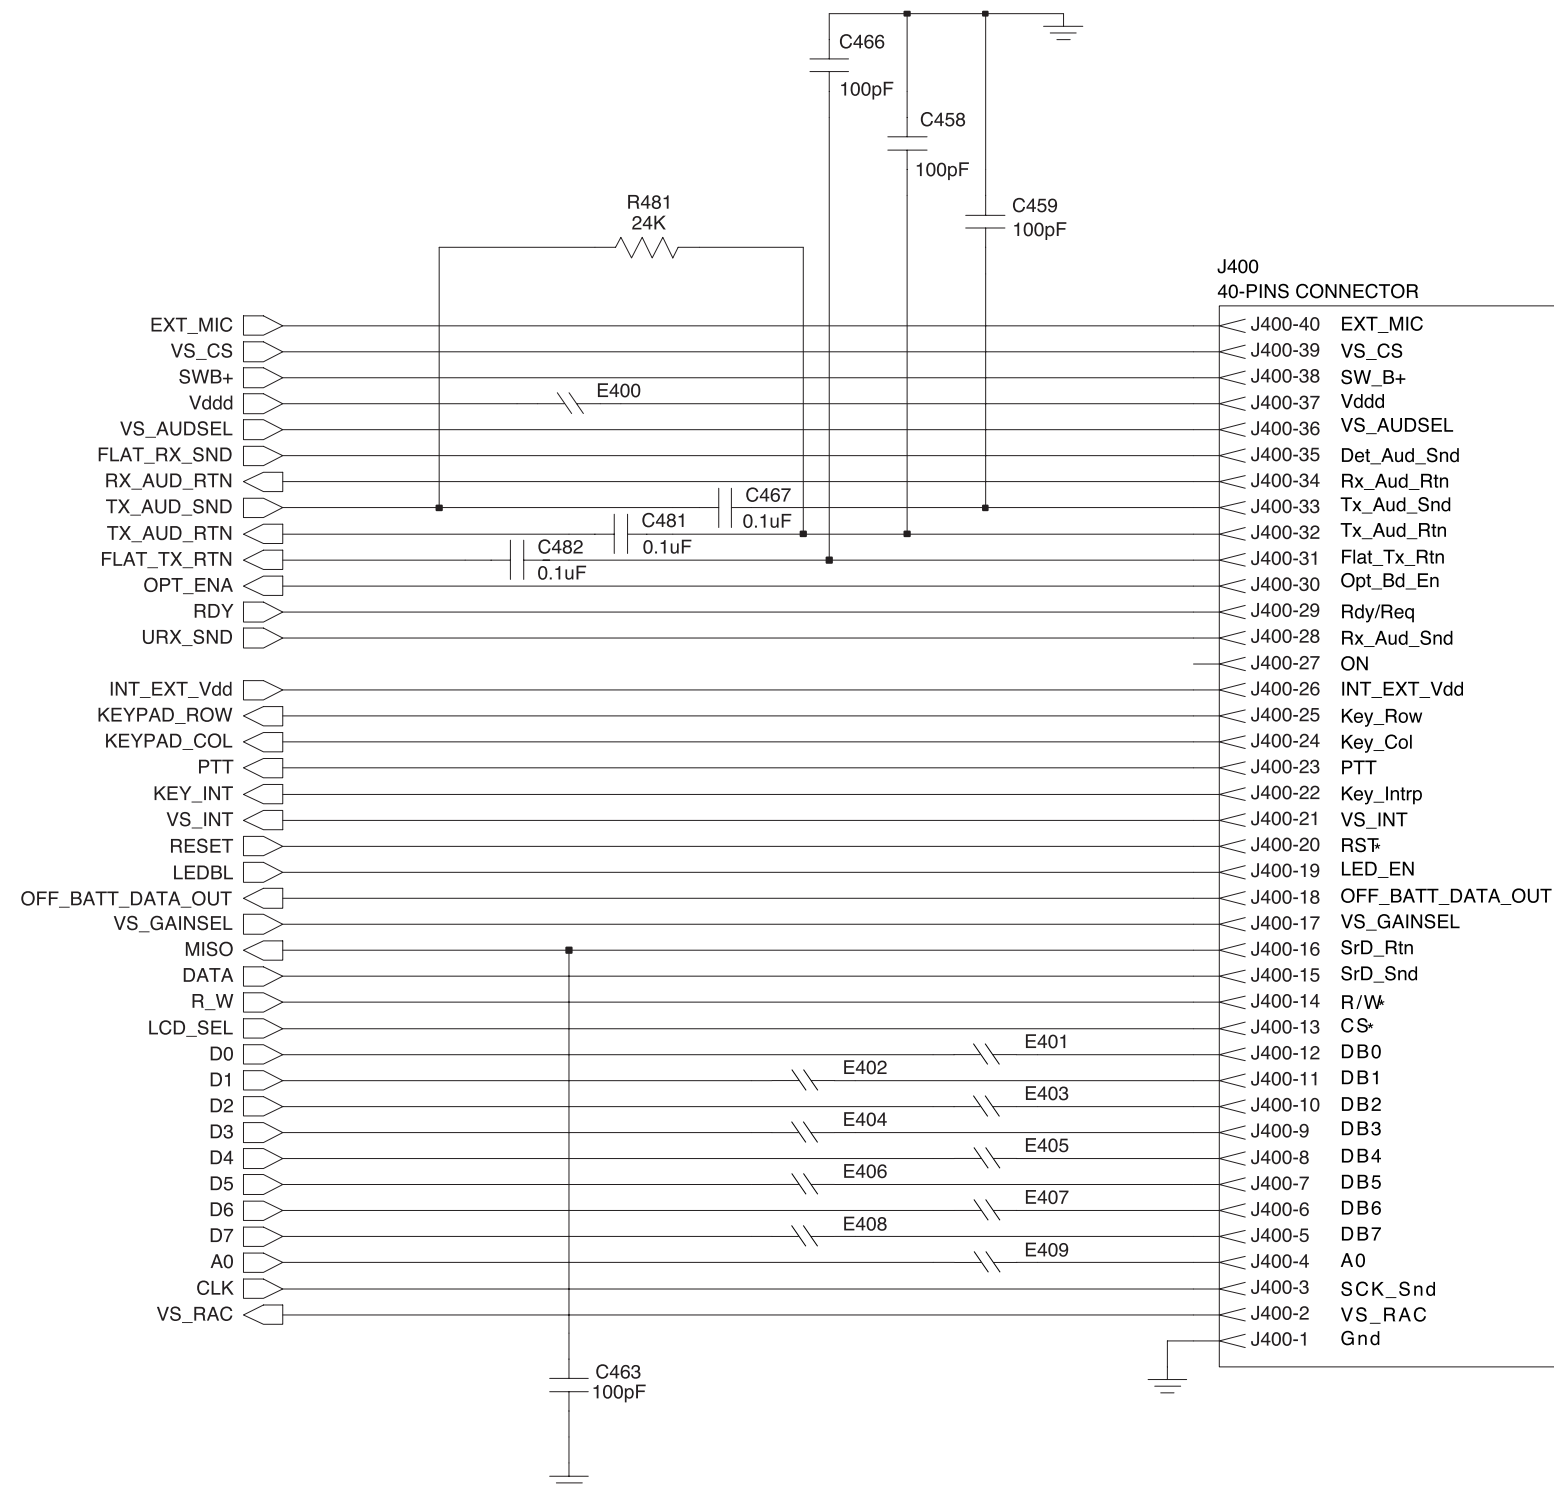 C466
100pF
C458
100pF
R481
24K
C459
100pF
J400
40-PINS CONNECTOR
EXT_MIC J400-40 EXT_MIC
VS_CS J400-39 VS_CS
SWB+ J400-38 SW_B+
Vddd E400 J400-37 Vddd
VS_AUDSEL J400-36 VS_AUDSEL
FLAT_RX_SND J400-35 Det_Aud_Snd
RX_AUD_RTN J400-34 Rx_Aud_Rtn
C467
TX_AUD_SND J400-33 Tx_Aud_Snd
C481 0.1uF
TX_AUD_RTN J400-32 Tx_Aud_Rtn
C482 0.1uF
FLAT_TX_RTN J400-31 Flat_Tx_Rtn
0.1uF
OPT_ENA J400-30 Opt_Bd_En
RDY J400-29 Rdy/Req
URX_SND J400-28 Rx_Aud_Snd
J400-27 ON
INT_EXT_Vdd J400-26 INT_EXT_Vdd
KEYPAD_ROW J400-25 Key_Row
KEYPAD_COL J400-24 Key_Col
PTT J400-23 PTT
KEY_INT J400-22 Key_Intrp
VS_INT J400-21 VS_INT
RESET J400-20 RST*
LEDBL J400-19 LED_EN
OFF_BATT_DATA_OUT J400-18 OFF_BATT_DATA_OUT
VS_GAINSEL J400-17 VS_GAINSEL
MISO J400-16 SrD_Rtn
DATA J400-15 SrD_Snd
R_W J400-14 R/W*
LCD_SEL J400-13 CS*
D0 E401 J400-12 DB0
D1 E402 J400-11 DB1
D2 E403 J400-10 DB2
D3 E404 J400-9 DB3
D4 E405 J400-8 DB4
D5 E406 J400-7 DB5
D6 E407 J400-6 DB6
D7 E408 J400-5 DB7
A0 E409 J400-4 A0
CLK J400-3 SCK_Snd
VS_RAC J400-2 VS_RAC
J400-1 Gnd
C463
100pF